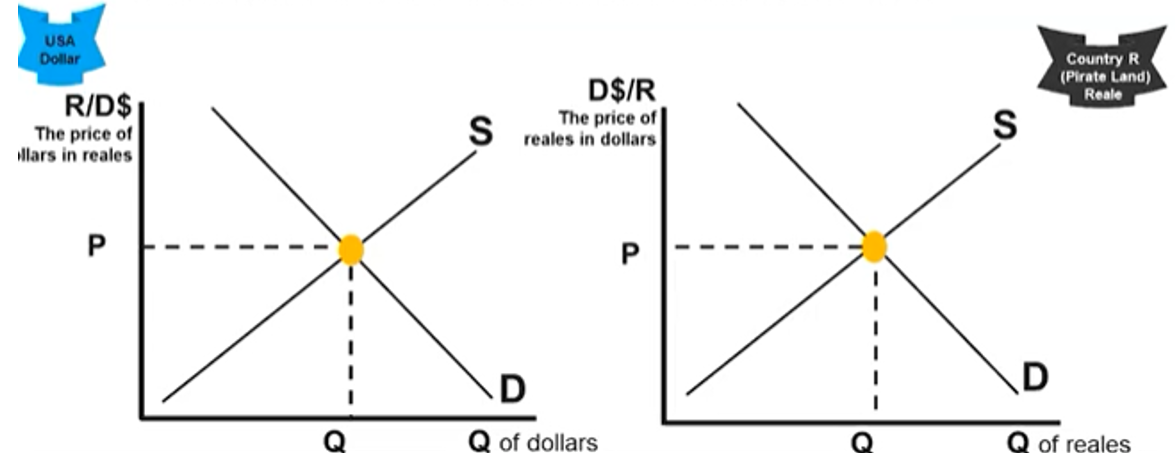 USA
Dollar
R/D$
The price of
in reales
S
P
D
Q
Q of dollars
D$/R
The price of
reales in dollars
S
P
D
Q
Q of reales
Country R
(Pirate Land)
Reale